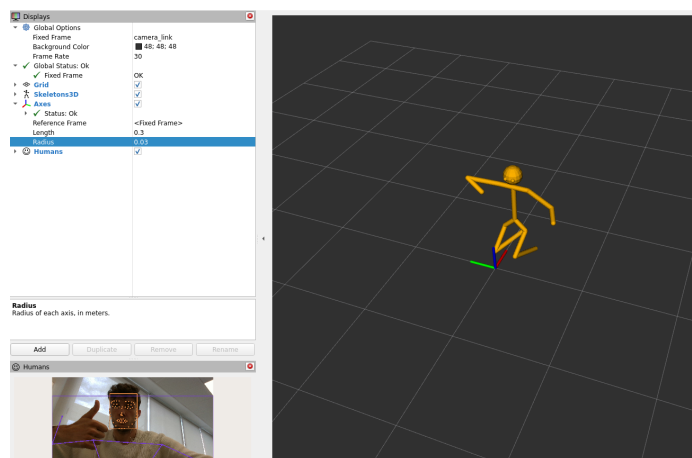 Displays
Global Options
Fixed Frame camera_link
Background Color 48; 48; 48
Frame Rate 30
Global Status: Ok
Fixed Frame OK
Grid
Skeletons3D
Axes
Status: Ok
Reference Frame <Fixed Frame>
Length 0.3
Radius 0.03
Humans
Radius
Radius of each axis, in meters.
Add Duplicate Remove Rename
Humans